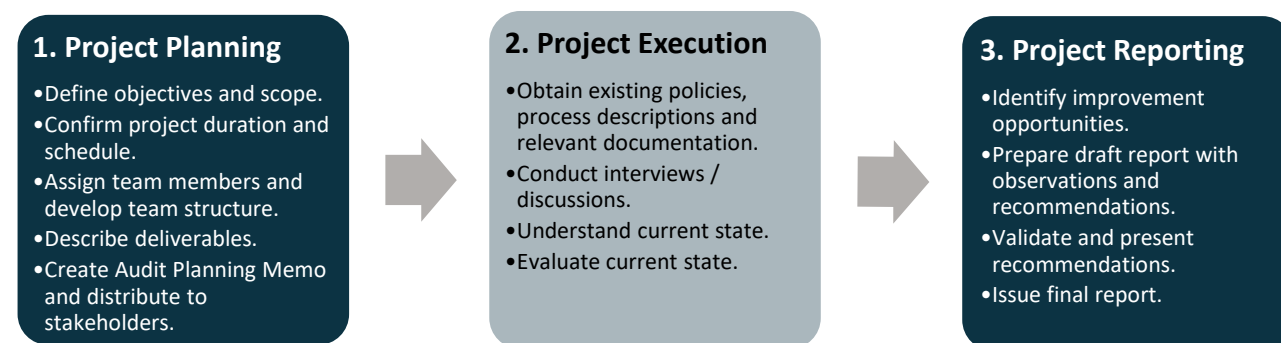 1. Project Planning
•Define objectives and scope.
•Confirm project duration and
schedule.
•Assign team members and
develop team structure.
•Describe deliverables.
•Create Audit Planning Memo
and distribute to
stakeholders.
2. Project Execution
•Obtain existing policies,
process descriptions and
relevant documentation.
•Conduct interviews /
discussions.
•Understand current state.
•Evaluate current state.
3. Project Reporting
•Identify improvement
opportunities.
•Prepare draft report with
observations and
recommendations.
•Validate and present
recommendations.
•Issue final report.